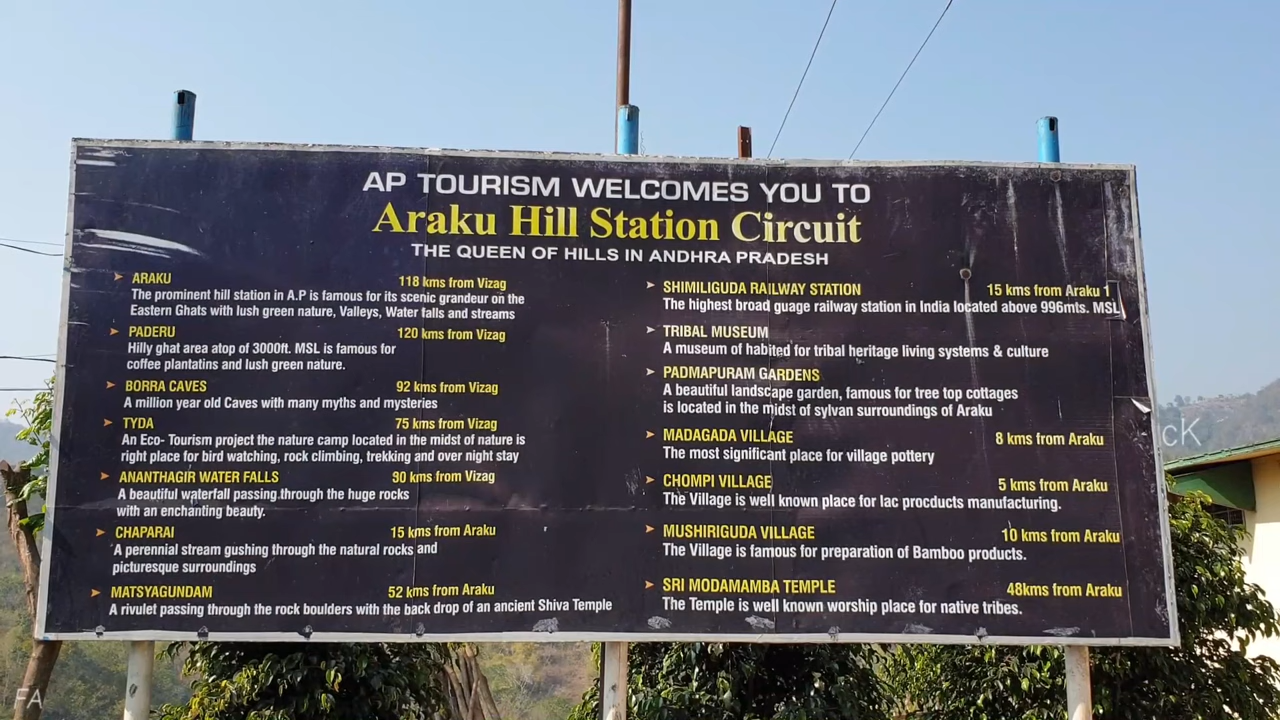 AP TOURISM WELCOMES YOU TO
Araku Hill Station Circuit
THE QUEEN OF HILLS IN ANDHRA PRADESH
ARAKU 118 kms from Vizag
The prominent hill station in A.P is famous for its scenic grandeur on the
Eastern Ghats with lush green nature, Valleys, Water falls and streams
PADERU 120 kms from Vizag
Hilly ghat area atop of 3000ft. MSL is famous for
coffee plantatins and lush green nature.
BORRA CAVES 92 kms from Vizag
A million year old Caves with many myths and mysteries
TYDA 75 kms from Vizag
An Eco- Tourism project the nature camp located in the midst of nature is
right place for bird watching, rock climbing, trekking and over night stay
ANANTHAGIR WATER FALLS 90 kms from Vizag
A beautiful waterfall passing through the huge rocks
with an enchanting beauty.
CHAPARAI 15 kms from Araku
A perennial stream gushing through the natural rocks and
picturesque surroundings
MATSYAGUNDAM 52 kms from Araku
A rivulet passing through the rock boulders with the back drop of an ancient Shiva Temple
SHIMILIGUDA RAILWAY STATION 15 kms from Araku 1
The highest broad guage railway station in India located above 996mts. MSL
TRIBAL MUSEUM
A museum of habited for tribal heritage living systems & culture
PADMAPURAM GARDENS
A beautiful landscape garden, famous for tree top cottages
is located in the midst of sylvan surroundings of Araku
MADAGADA VILLAGE 8 kms from Araku
The most significant place for village pottery
CHOMPI VILLAGE 5 kms from Araku
The Village is well known place for lac procducts manufacturing.
MUSHIRIGUDA VILLAGE 10 kms from Araku
The Village is famous for preparation of Bamboo products.
SRI MODAMAMBA TEMPLE 48kms from Araku
The Temple is well known worship place for native tribes.
FA